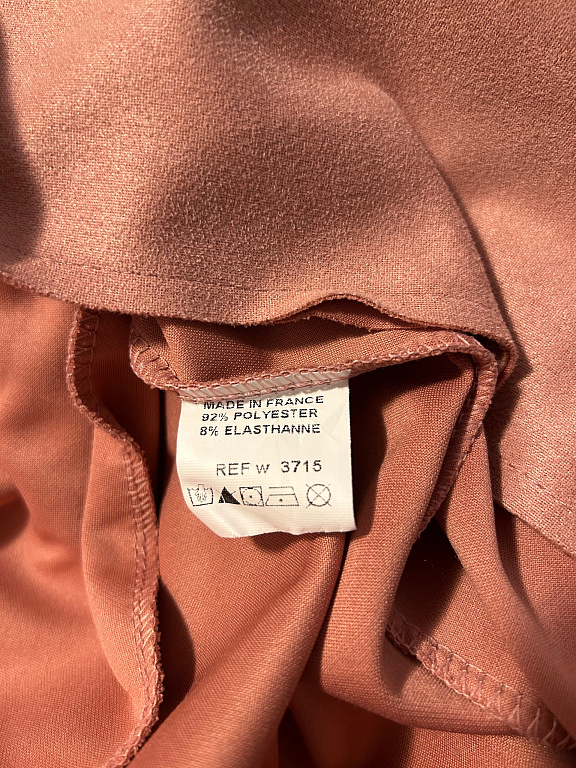 MADE IN FRANCE
92% POLYESTER
8% ELASTHANNE
REF W 3715